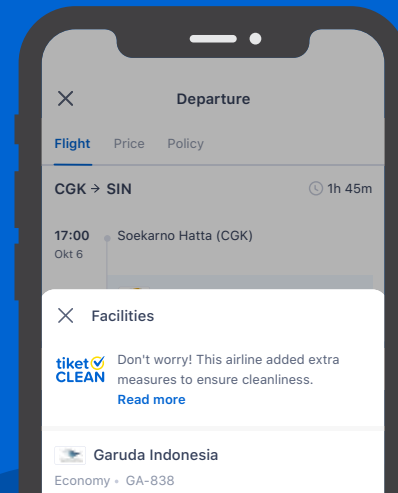 Departure
Flight Price Policy
CGK → SIN 1h 45m
17:00 Soekarno Hatta (CGK)
Okt 6
Facilities
tiket
CLEAN
Don't worry! This airline added extra
measures to ensure cleanliness.
Read more
Garuda Indonesia
Economy • GA-838